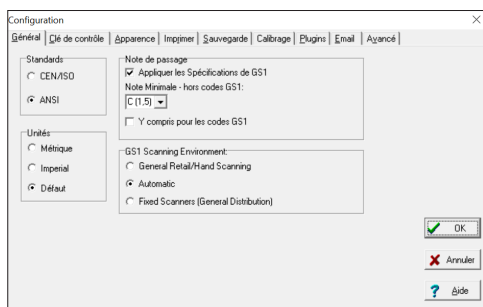 Configuration
Général Clé de contrôle Apparence Imprimer Sauvegarde Calibrage Plugins Email Avancé
Standards
CEN/ISO
ANSI
Unités
Métrique
Imperial
Défaut
Note de passage
Appliquer les Spécifications de GS1
Note Minimale - hors codes GS1:
C (1,5)
Y compris pour les codes GS1
GS1 Scanning Environment:
General Retail/Hand Scanning
Automatic
Fixed Scanners (General Distribution)
OK
Annuler
Aide